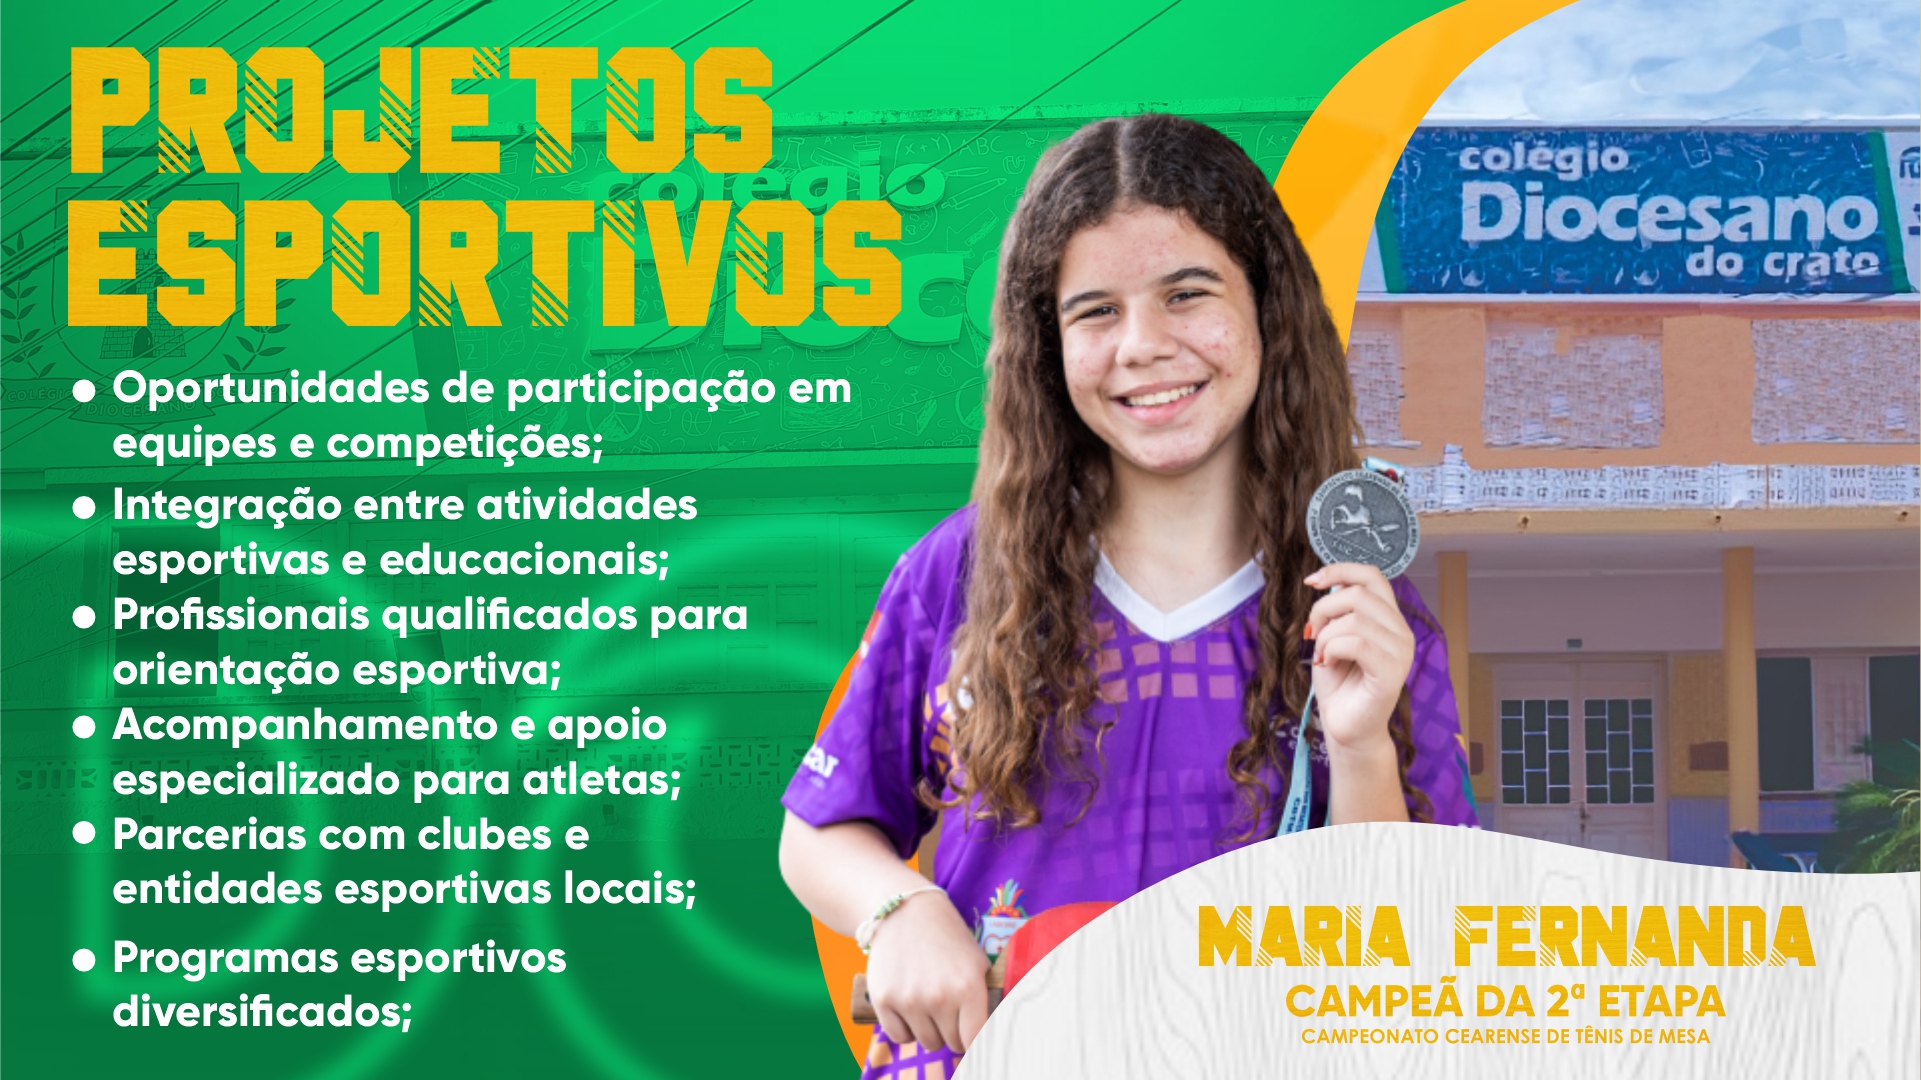 PROJETOS
ESPORTIVOS
• Oportunidades de participação em
equipes e competições;
• Integração entre atividades
esportivas e educacionais;
• Profissionais qualificados para
orientação esportiva;
• Acompanhamento e apoio
especializado para atletas;
• Parcerias com clubes e
entidades esportivas locais;
• Programas esportivos
diversificados;
colégio
Diocesano
do crato
MARIA FERNANDA
CAMPEÃ DA 2ª ETAPA
CAMPEONATO CEARENSE DE TÊNIS DE MESA